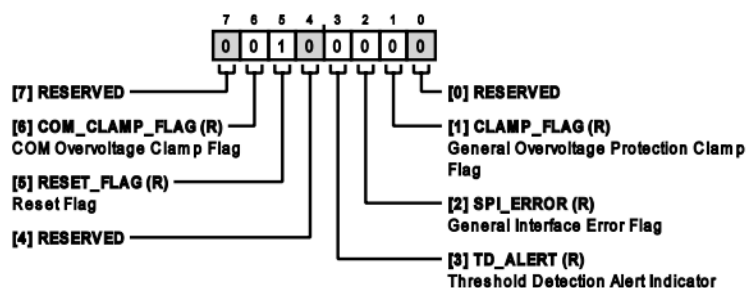 7 6 5 4 3 2 1 0
0 0 1 0 0 0 0 0
[7] RESERVED
[6] COM_CLAMP_FLAG (R)
COM Overvoltage Clamp Flag
[5] RESET_FLAG (R)
Reset Flag
[4] RESERVED
[0] RESERVED
[1] CLAMP_FLAG (R)
General Overvoltage Protection Clamp
Flag
[2] SPI_ERROR (R)
General Interface Error Flag
[3] TD_ALERT (R)
Threshold Detection Alert Indicator